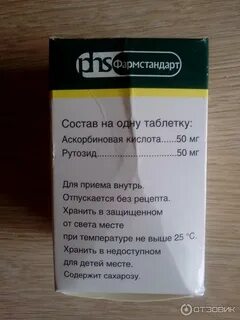 phs Фармстандарт
Состав на одну таблетку:
Аскорбиновая кислота......50 мг
Рутозид.........................50 мг
Для приема внутрь.
Отпускается без рецепта.
Хранить в защищенном
от света месте
при температуре не выше 25 °C.
Хранить в недоступном
для детей месте.
Содержит сахарозу.
ОТЗОВИК